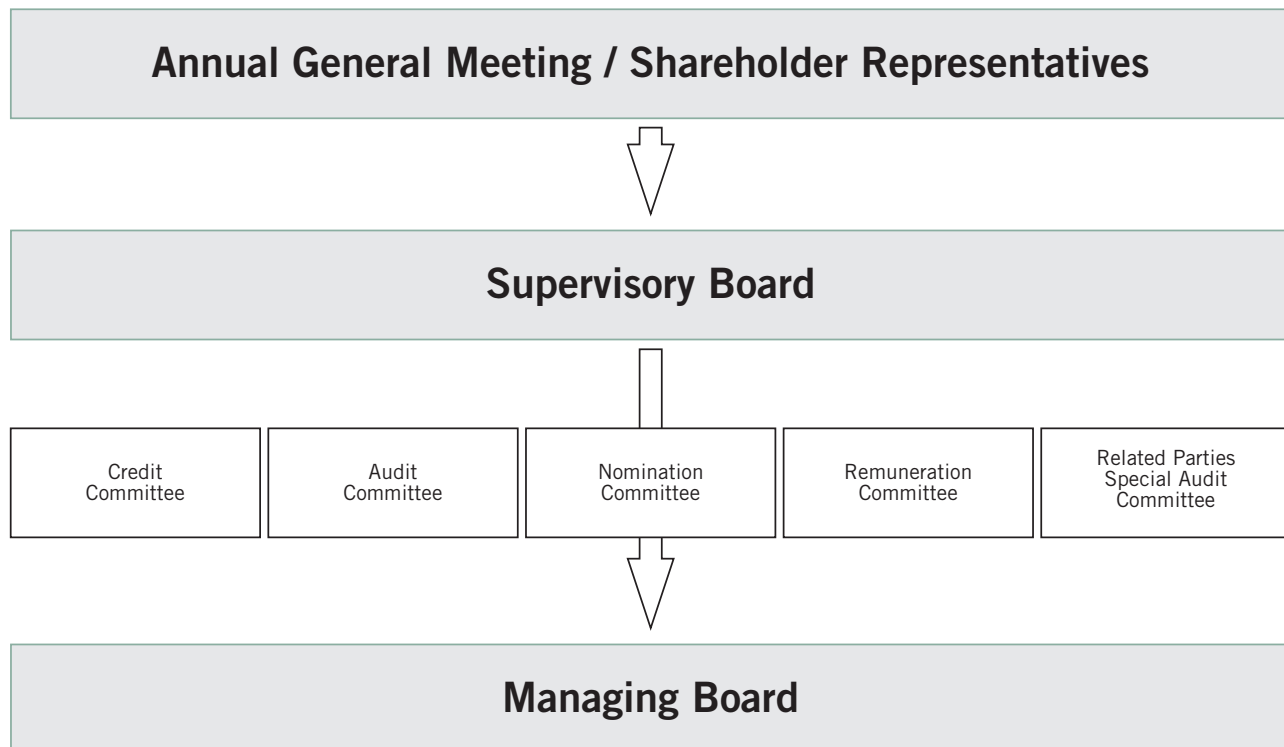 Annual General Meeting / Shareholder Representatives
Supervisory Board
Credit
Committee
Audit
Committee
Nomination
Committee
Remuneration
Committee
Related Parties
Special Audit
Committee
Managing Board